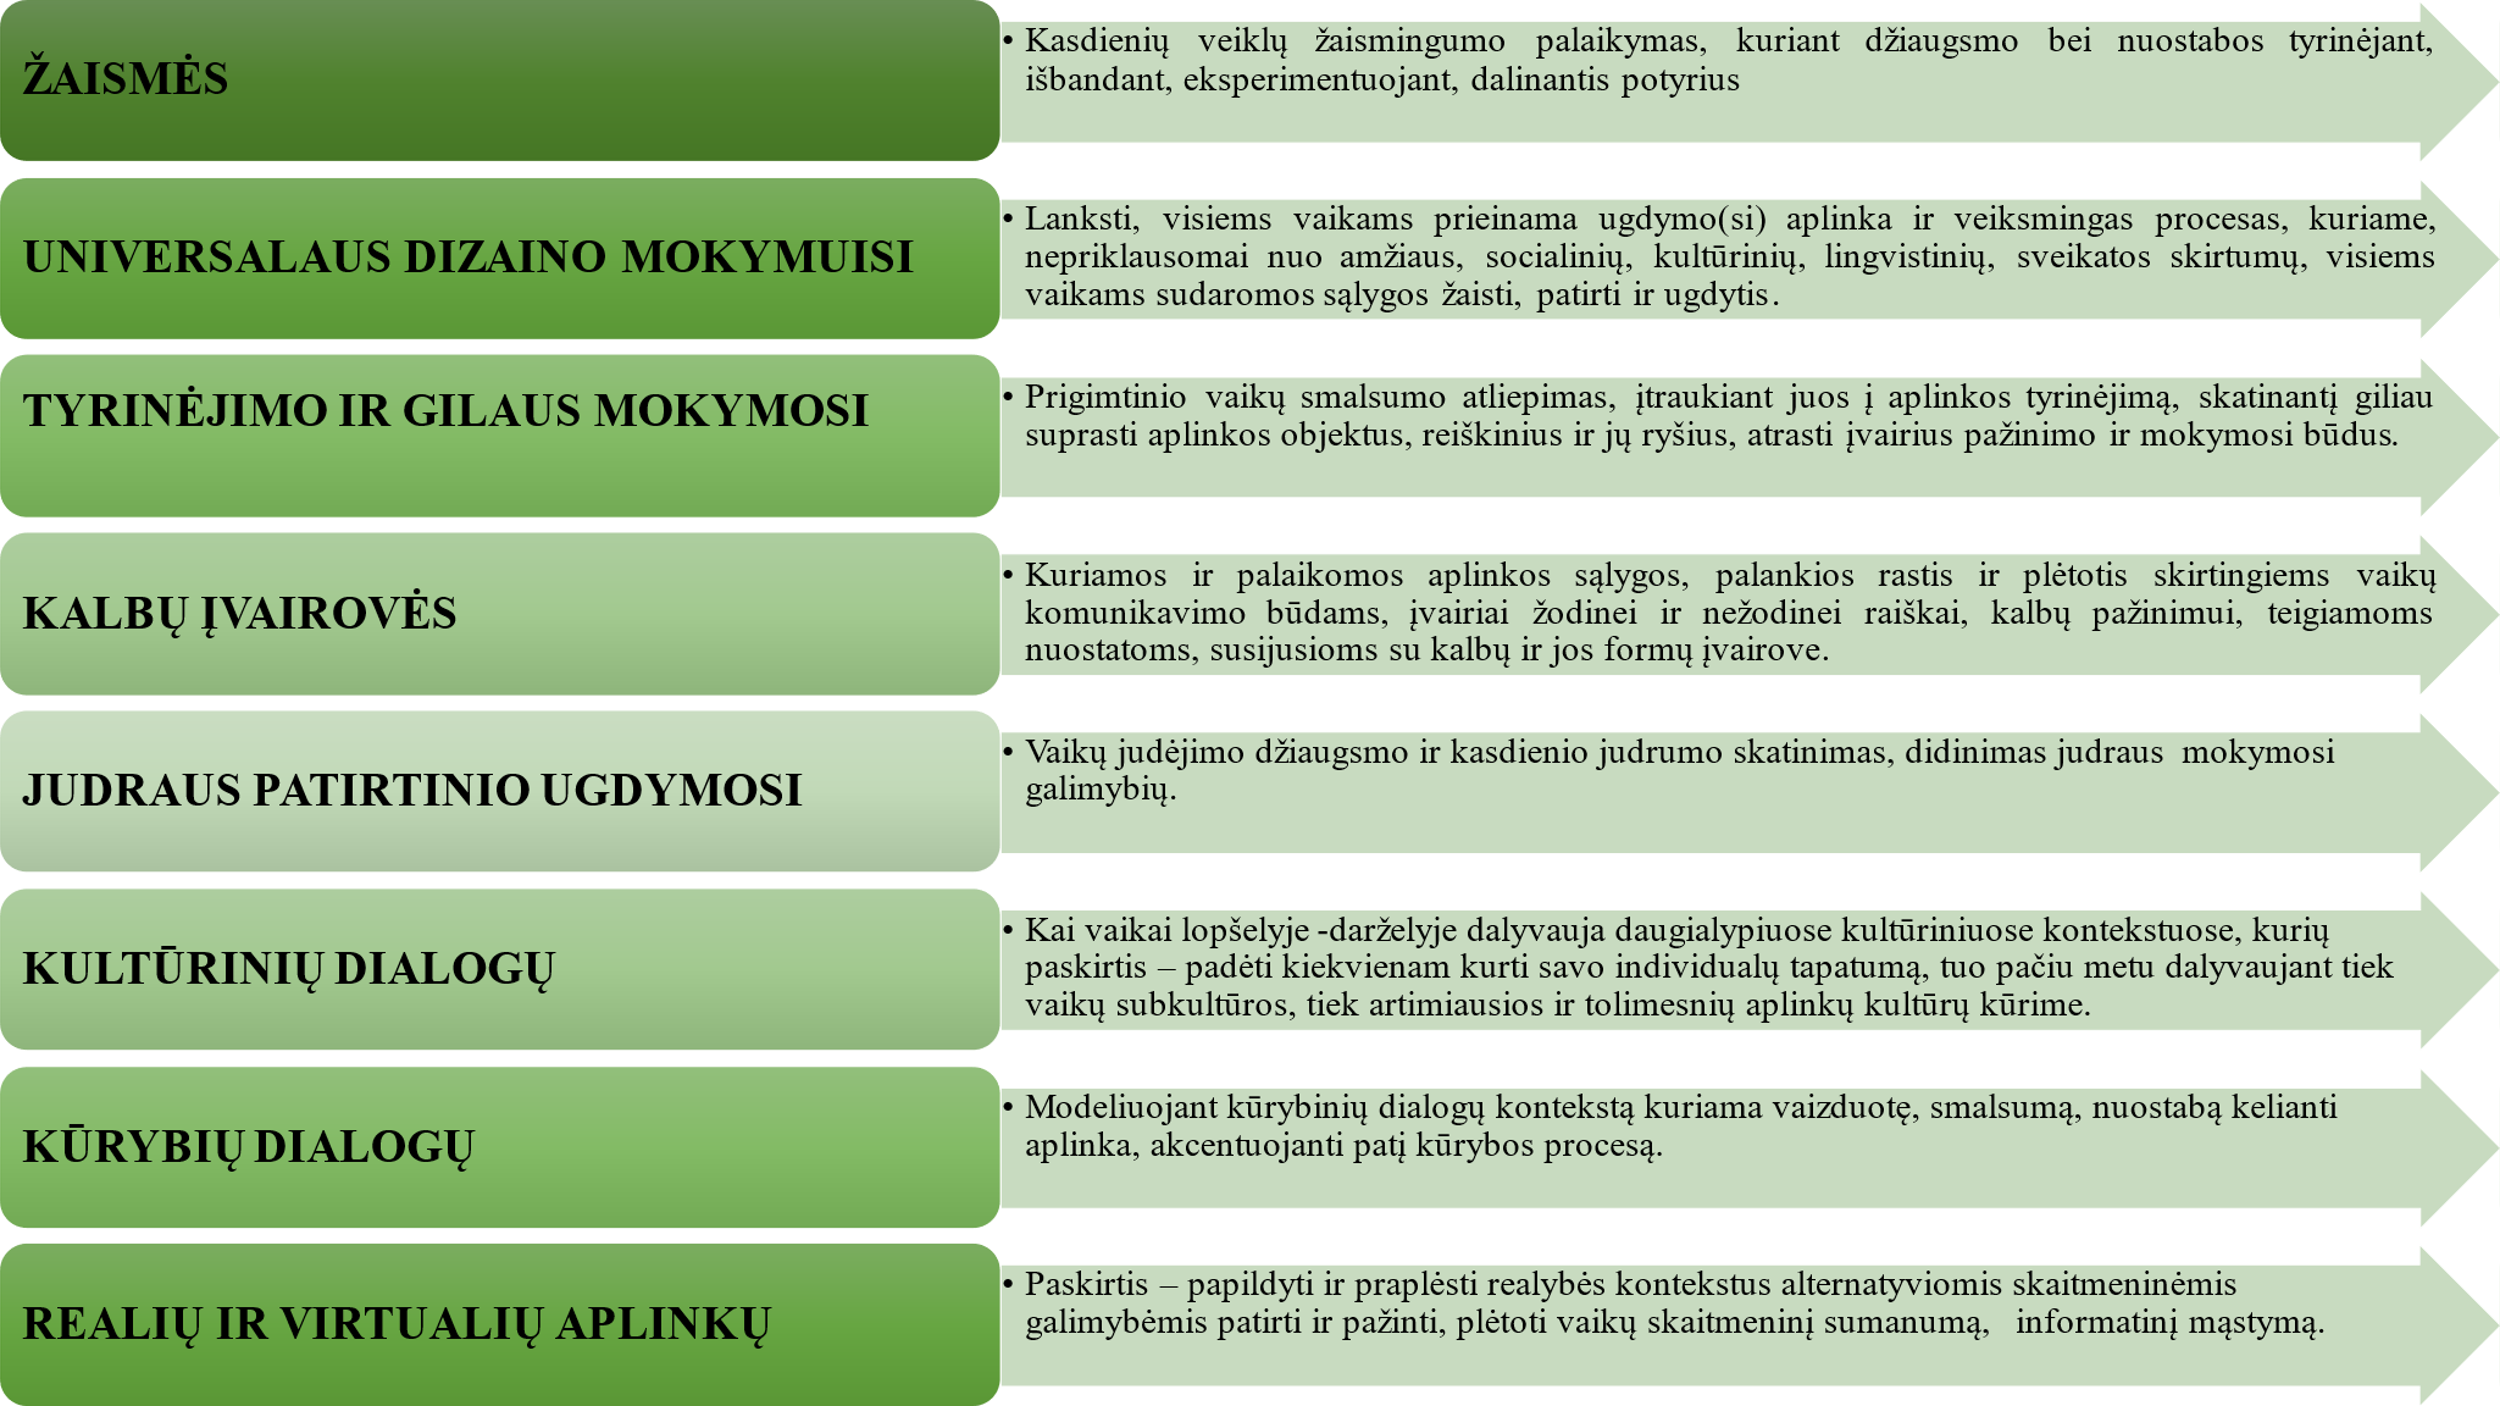 ŽAISMĖS
• Kasdienių veiklų žaismingumo palaikymas, kuriant džiaugsmo bei nuostabos tyrinėjant,
išbandant, eksperimentuojant, dalinantis potyrius
UNIVERSALAUS DIZAINO MOKYMUISI
• Lanksti, visiems vaikams prieinama ugdymo(si) aplinka ir veiksmingas procesas, kuriame,
nepriklausomai nuo amžiaus, socialinių, kultūrinių, lingvistinių, sveikatos skirtumų, visiems
vaikams sudaromos sąlygos žaisti, patirti ir ugdytis.
TYRINĖJIMO IR GILAUS MOKYMOSI
• Prigimtinio vaikų smalsumo atliepimas, įtraukiant juos į aplinkos tyrinėjimą, skatinantį giliau
suprasti aplinkos objektus, reiškinius ir jų ryšius, atrasti įvairius pažinimo ir mokymosi būdus.
KALBŲ ĮVAIROVĖS
• Kuriamos ir palaikomos aplinkos sąlygos, palankios rastis ir plėtotis skirtingiems vaikų
komunikavimo būdams, įvairiai žodinei ir nežodinei raiškai, kalbų pažinimui, teigiamoms
nuostatoms, susijusioms su kalbų ir jos formų įvairove.
JUDRAUS PATIRTINIO UGDYMOSI
• Vaikų judėjimo džiaugsmo ir kasdienio judrumo skatinimas, didinimas judraus mokymosi
galimybių.
KULTŪRINIŲ DIALOGŲ
• Kai vaikai lopšelyje -darželyje dalyvauja daugialypiuose kultūriniuose kontekstuose, kurių
paskirtis – padėti kiekvienam kurti savo individualų tapatumą, tuo pačiu metu dalyvaujant tiek
vaikų subkultūros, tiek artimiausios ir tolimesnių aplinkų kultūrų kūrime.
KŪRYBIŲ DIALOGŲ
• Modeliuojant kūrybinių dialogų kontekstą kuriama vaizduotę, smalsumą, nuostabą kelianti
aplinka, akcentuojanti patį kūrybos procesą.
REALIŲ IR VIRTUALIŲ APLINKŲ
• Paskirtis – papildyti ir praplėsti realybės kontekstus alternatyviomis skaitmeninėmis
galimybėmis patirti ir pažinti, plėtoti vaikų skaitmeninį sumanumą, informatinį mąstymą.